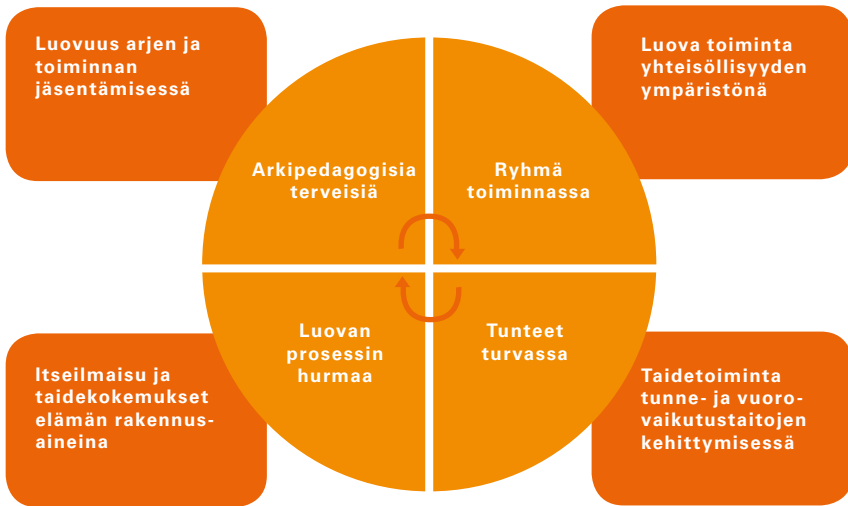 Luovuus arjen ja
toiminnan
jäsentämisessä
Luova toiminta
yhteisöllisyyden
ympäristönä
Arkipedagogisia
terveisiä
Ryhmä
toiminnassa
Luovan
prosessin
hurmaa
Tunteet
turvassa
Itseilmaisu ja
taidekokemukset
elämän rakennus-
aineina
Taidetoiminta
tunne- ja vuoro-
vaikutustaitojen
kehittymisessä